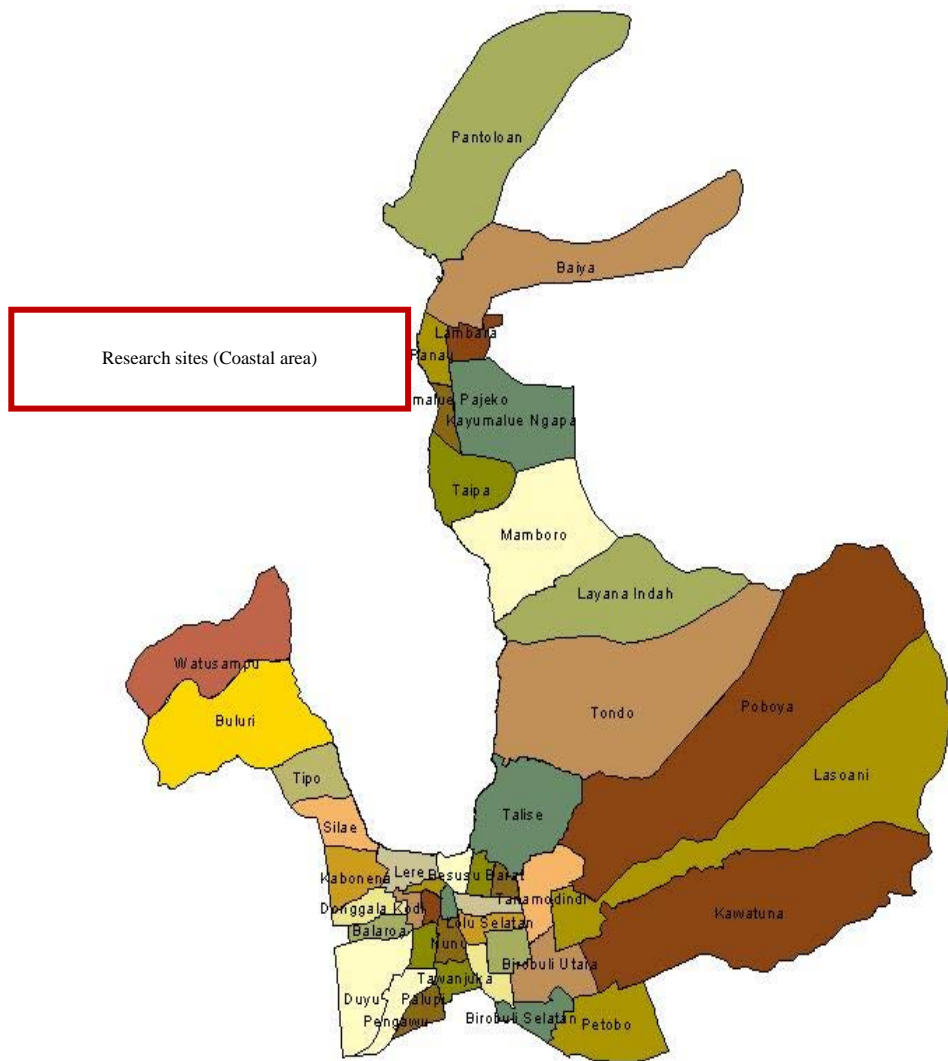 Pantoloan
Baiya
Research sites (Coastal area)
Lambara
Panau
malue Pajeko
Kayumalue Ngapa
Taipa
Mamboro
Layana Indah
Watusampu
Buluri
Tondo
Poboya
Lasoani
Tipo
Talise
Silae
Kabonena
Lere
Besusu Barat
Tanamodindi
Donggala Kodi
Kawatuna
Balaroa
Lolu Selatan
Nunu
Birobuli Utara
Tawanjuka
Duyu
Palupi
Pengawu
Birobuli Selatan
Petobo